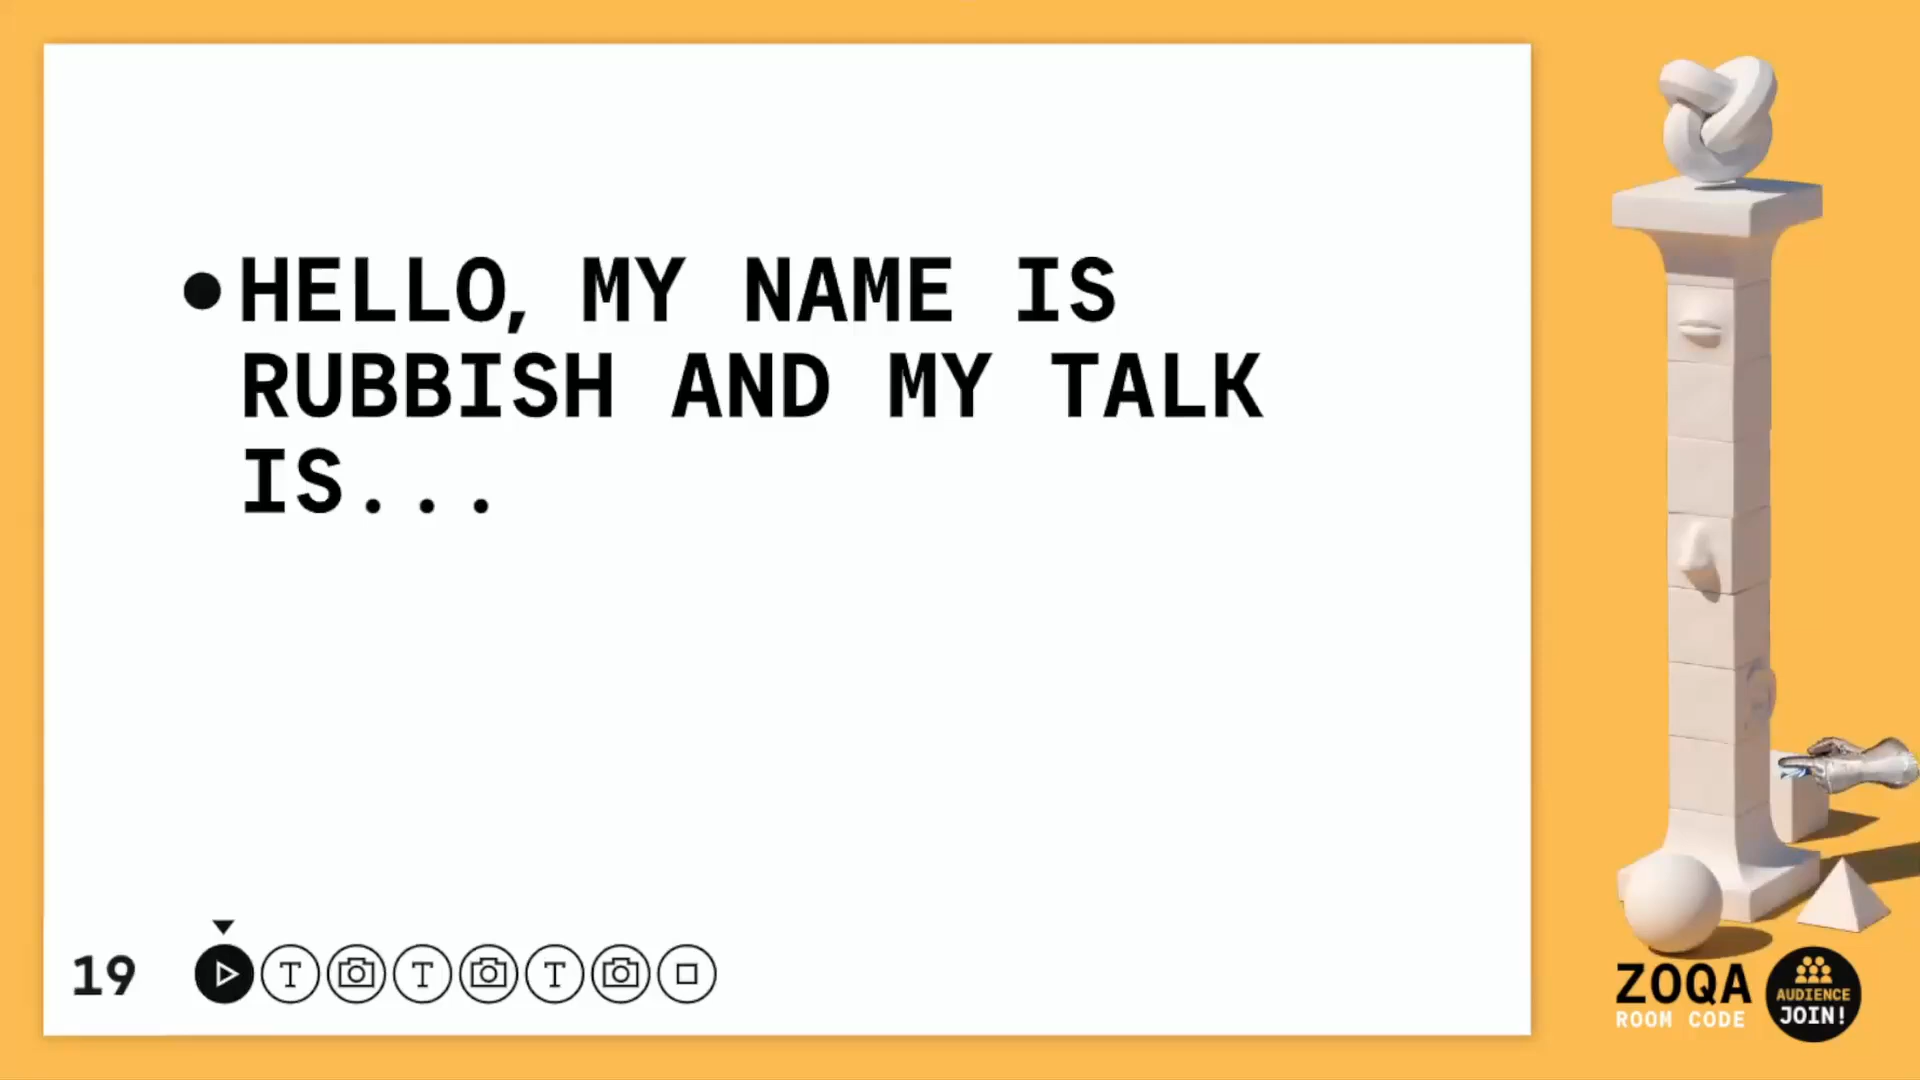 HELLO, MY NAME IS
RUBBISH AND MY TALK
IS...
19
T
T
T
ZOQA
ROOM CODE
AUDIENCE
JOIN!